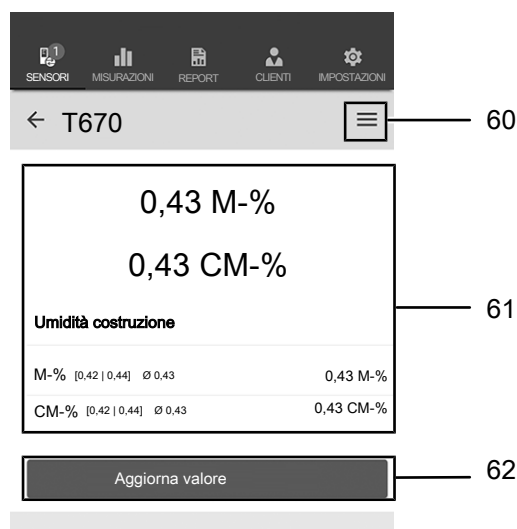 1
SENSORI MISURAZIONI REPORT CLIENTI IMPOSTAZIONI
T670
60
0,43 M-%
0,43 CM-%
Umidità costruzione
61
M-% [0,42 | 0,44] Ø 0,43 0,43 M-%
CM-% [0,42 | 0,44] Ø 0,43 0,43 CM-%
Aggiorna valore
62